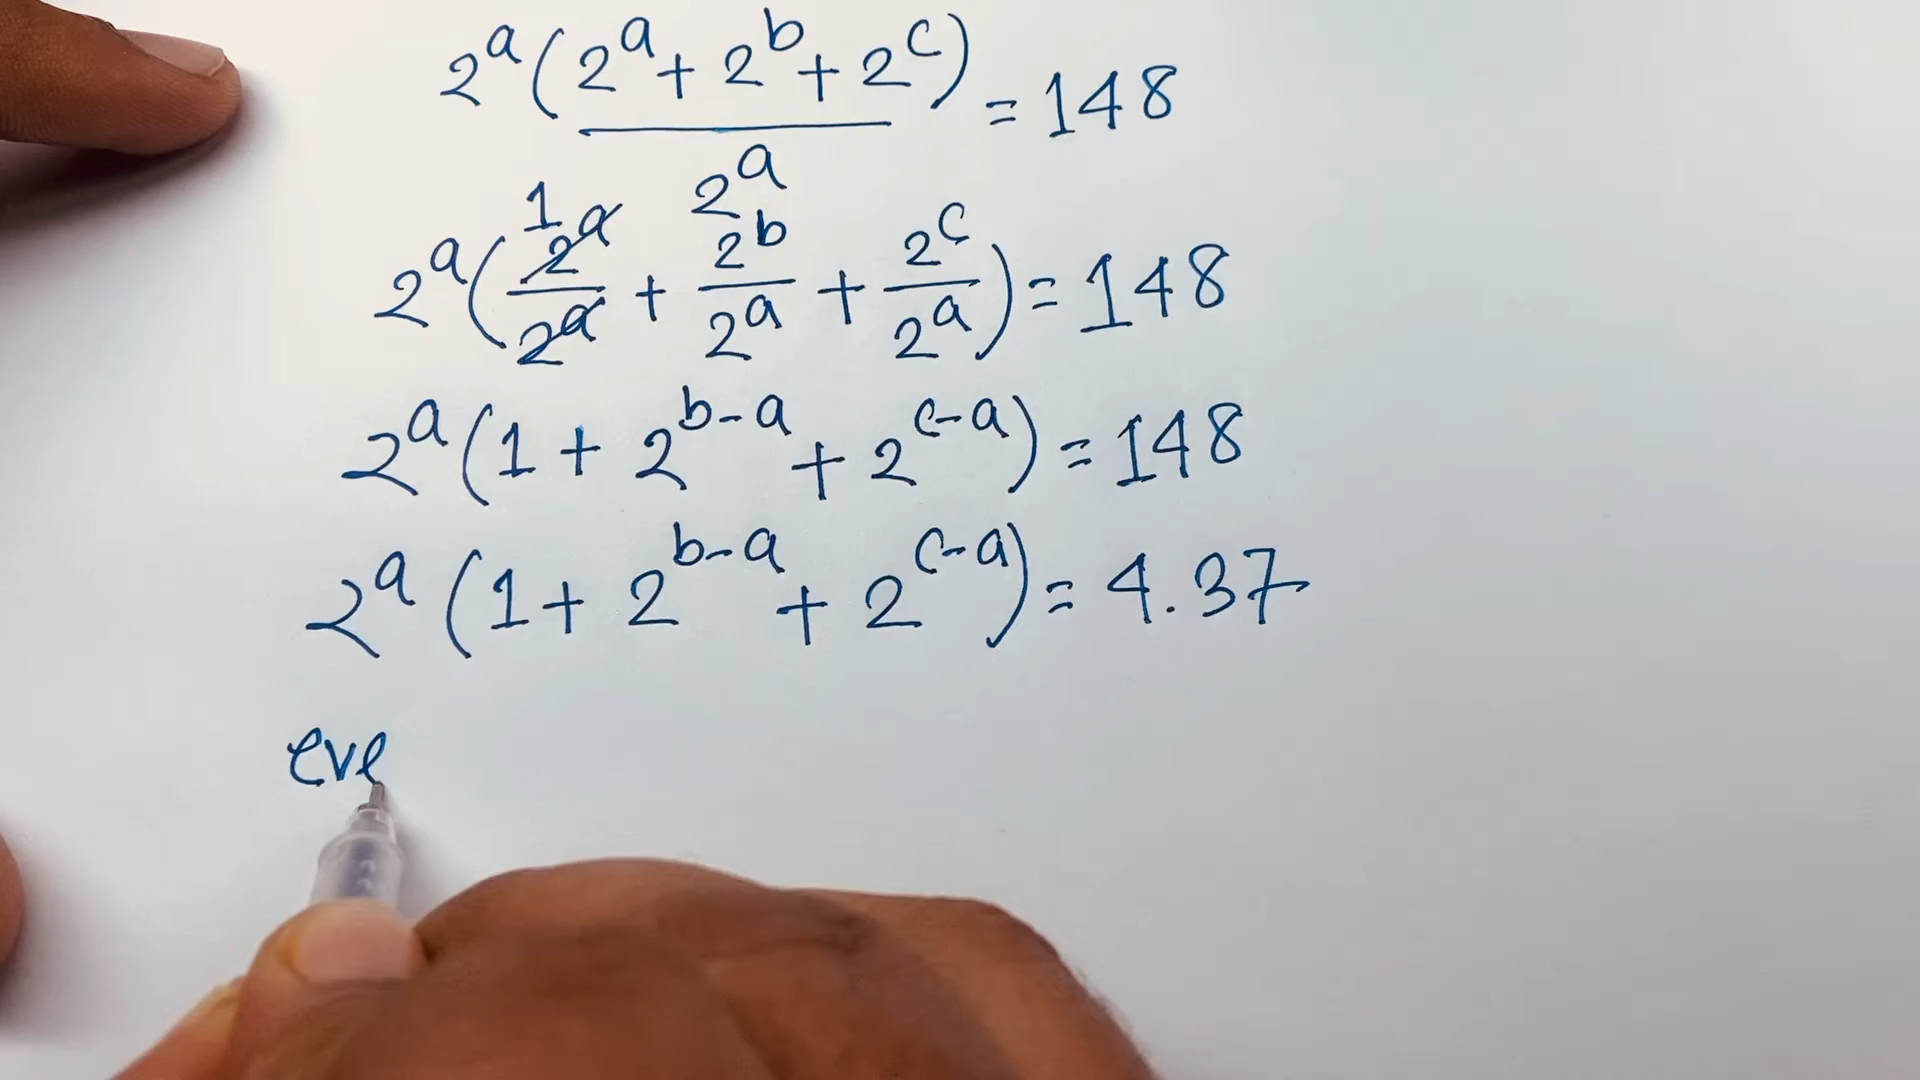 2^a(2^a+2^b+2^c)/2^a = 148
2^a(2^a/2^a + 2^b/2^a + 2^c/2^a) = 148
1
2^a(1 + 2^(b-a) + 2^(c-a)) = 148
2^a(1 + 2^(b-a) + 2^(c-a)) = 4.37
eve